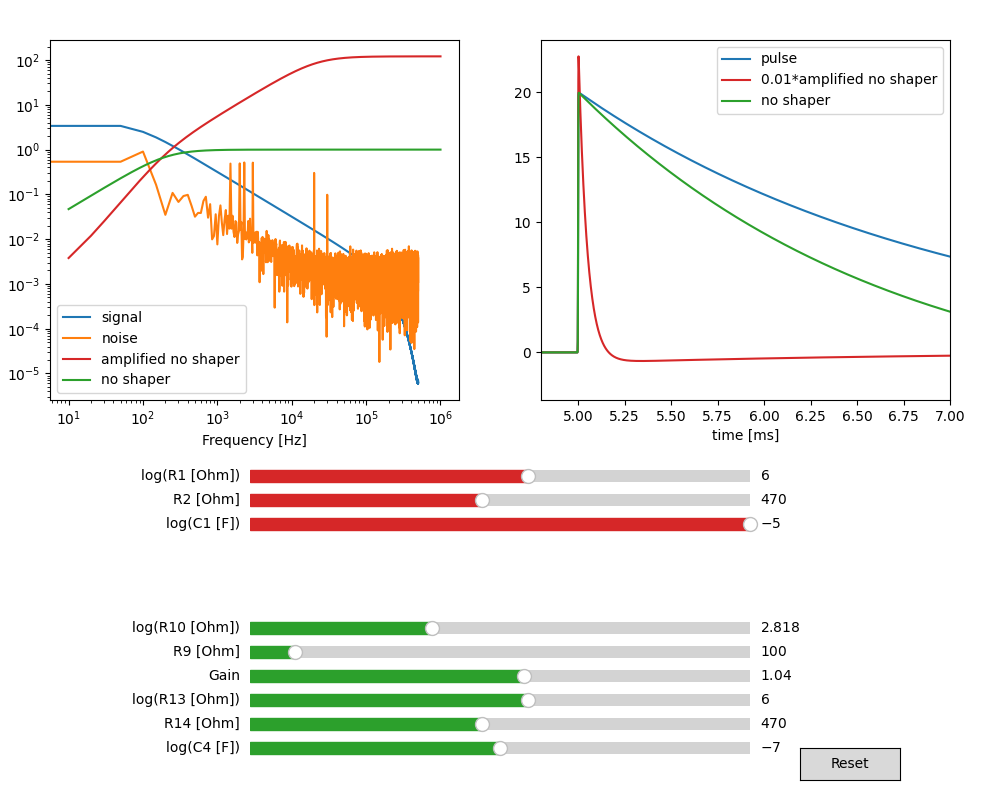 10² 10¹ 10⁰ 10⁻¹ 10⁻² 10⁻³ 10⁻⁴ 10⁻⁵
signal
noise
amplified no shaper
no shaper
10¹ 10² 10³ 10⁴ 10⁵ 10⁶
Frequency [Hz]
20 15 10 5 0
pulse
0.01*amplified no shaper
no shaper
5.00 5.25 5.50 5.75 6.00 6.25 6.50 6.75 7.00
time [ms]
log(R1 [Ohm]) 6
R2 [Ohm] 470
log(C1 [F]) −5
log(R10 [Ohm]) 2.818
R9 [Ohm] 100
Gain 1.04
log(R13 [Ohm]) 6
R14 [Ohm] 470
log(C4 [F]) −7
Reset